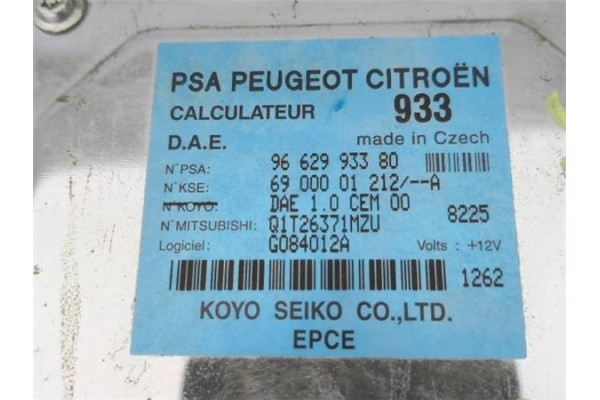 PSA PEUGEOT CITROËN
CALCULATEUR 933
D.A.E. made in Czech
N°PSA: 96 629 933 80
N°KSE: 69 000 01 212/--A
N°KOYO: DAE 1.0 CEM 00 8225
N°MITSUBISHI: Q1T26371MZU
Logiciel: G084012A Volts : +12V
1262
KOYO SEIKO CO.,LTD.
EPCE